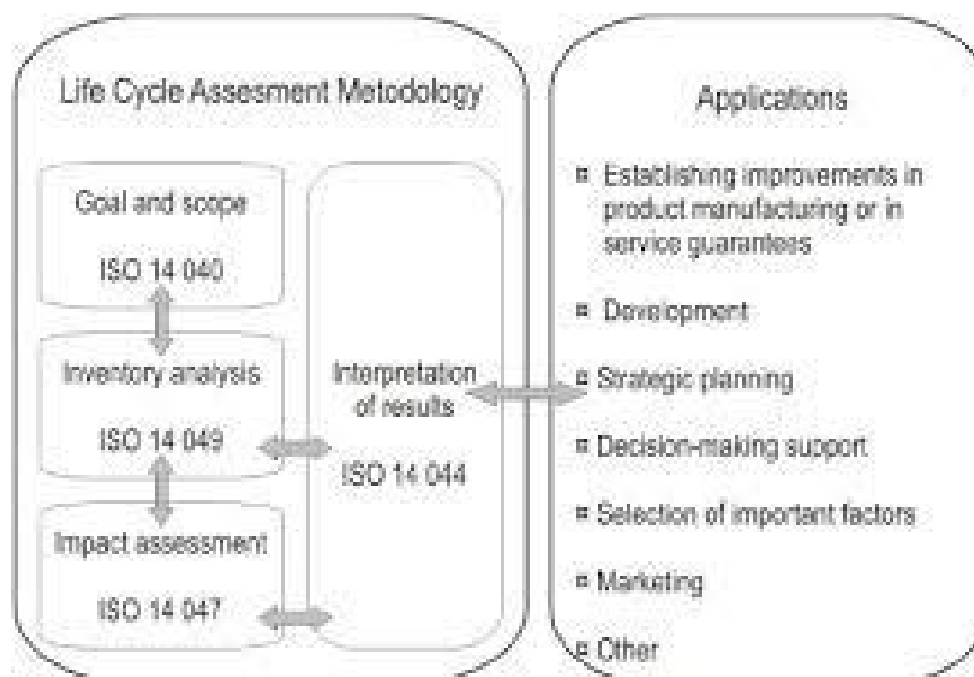 Life Cycle Assesment Metodology
Goal and scope
ISO 14 040
Inventory analysis
ISO 14 049
Impact assessment
ISO 14 047
Interpretation
of results
ISO 14 044
Applications
¤ Establishing improvements in
product manufacturing or in
service guarantees
¤ Development
¤ Strategic planning
¤ Decision-making support
¤ Selection of important factors
¤ Marketing
¤ Other